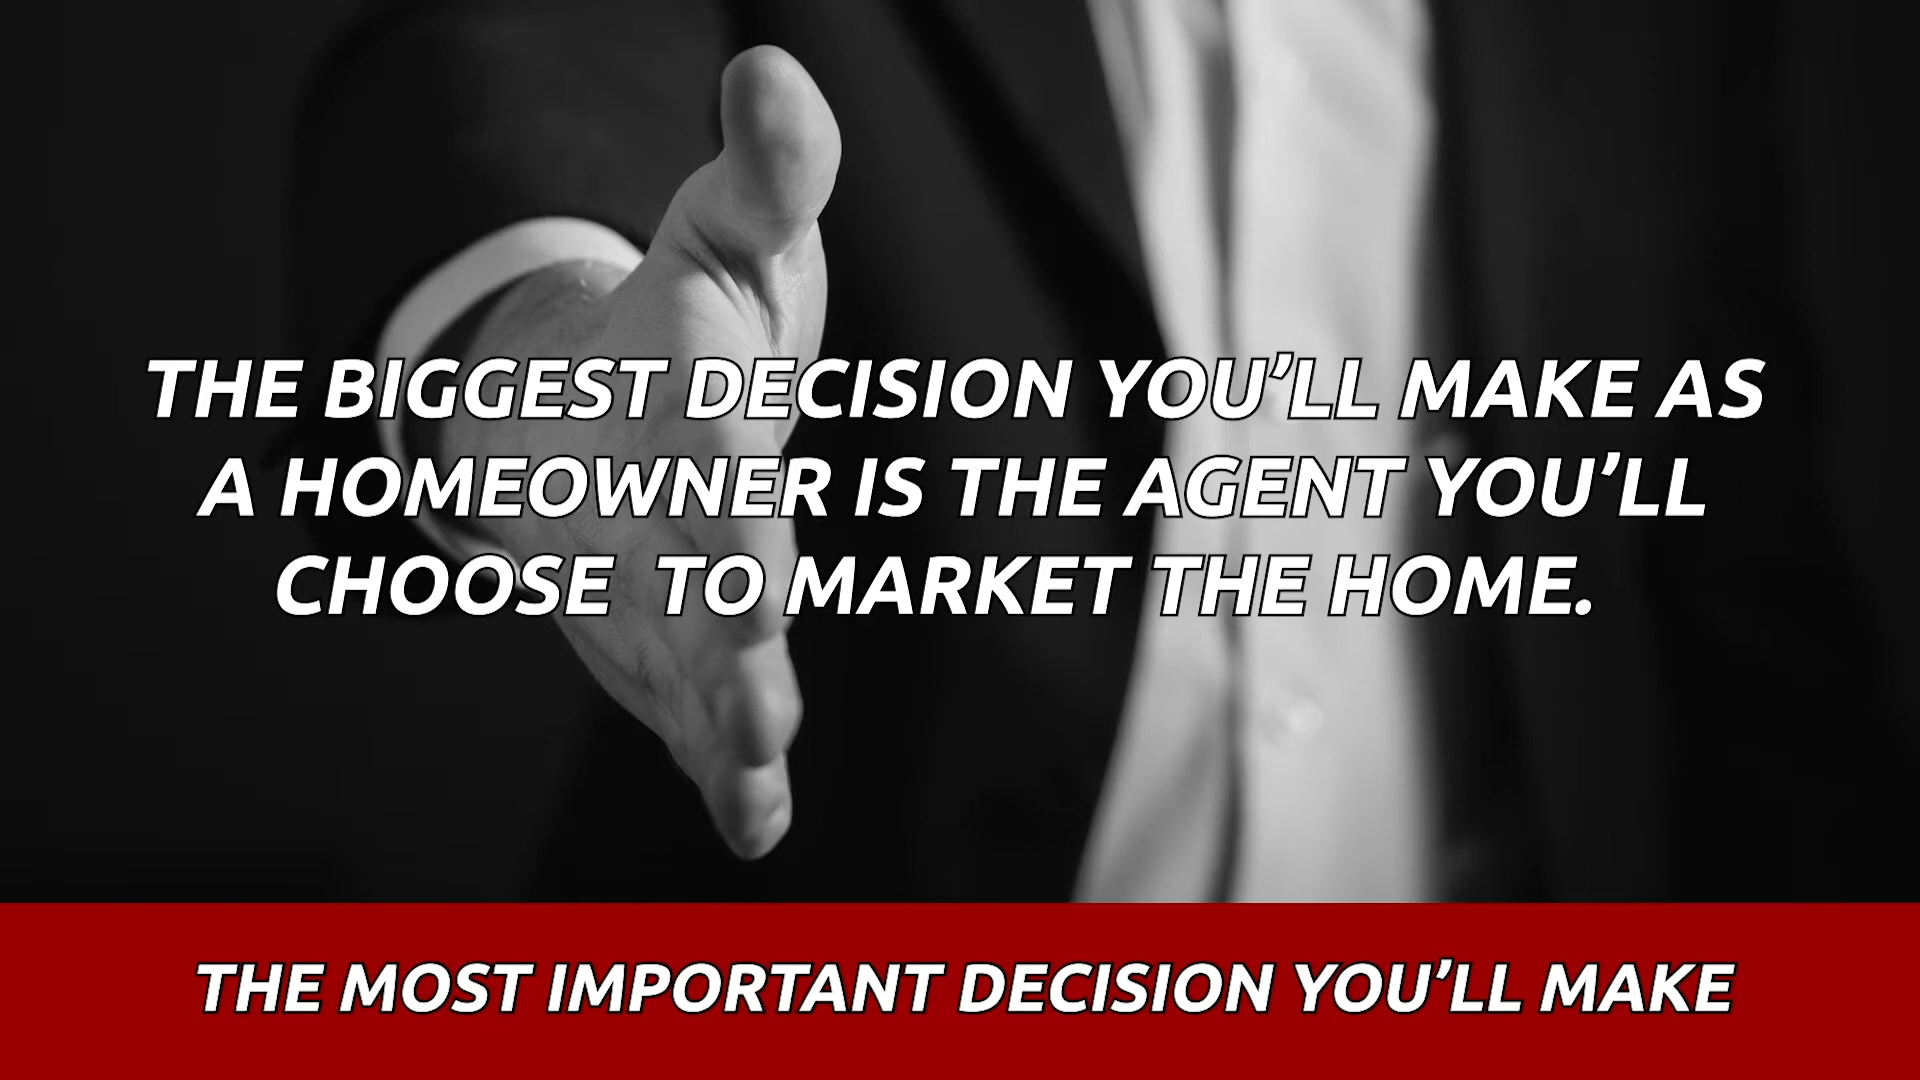 THE BIGGEST DECISION YOU’LL MAKE AS
A HOMEOWNER IS THE AGENT YOU’LL
CHOOSE  TO MARKET THE HOME.
THE MOST IMPORTANT DECISION YOU’LL MAKE